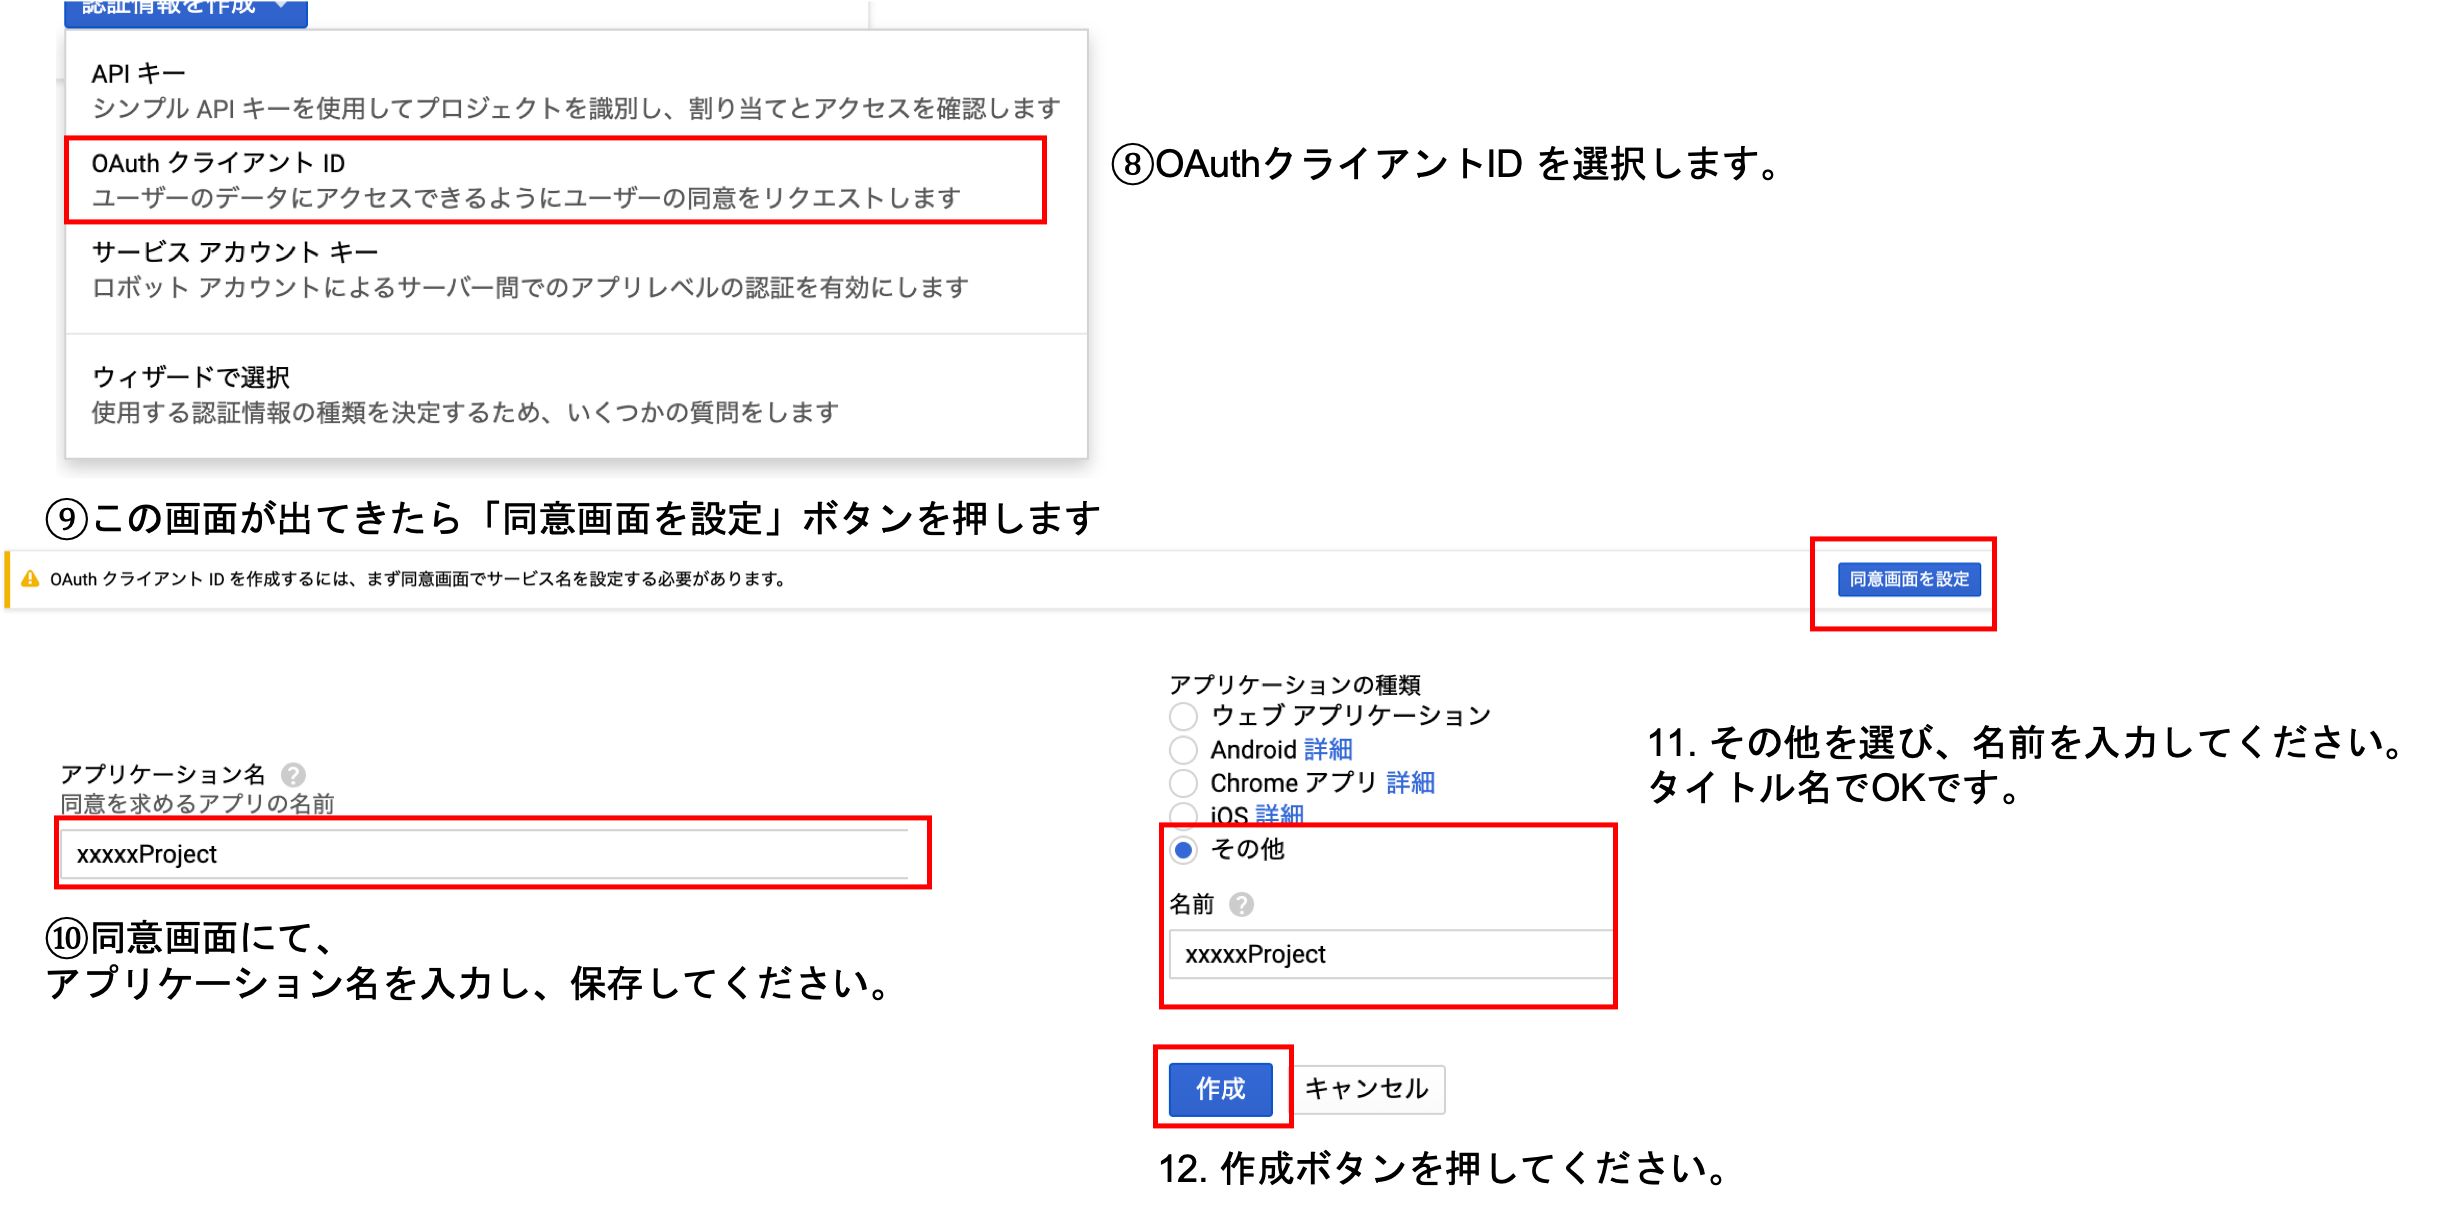 認証情報を作成
API キー
シンプル API キーを使用してプロジェクトを識別し、割り当てとアクセスを確認します
OAuth クライアント ID
ユーザーのデータにアクセスできるようにユーザーの同意をリクエストします
⑧OAuthクライアントID を選択します。
サービス アカウント キー
ロボット アカウントによるサーバー間でのアプリレベルの認証を有効にします
ウィザードで選択
使用する認証情報の種類を決定するため、いくつかの質問をします
⑨この画面が出てきたら「同意画面を設定」ボタンを押します
OAuth クライアント ID を作成するには、まず同意画面でサービス名を設定する必要があります。
同意画面を設定
アプリケーション名
同意を求めるアプリの名前
xxxxxProject
⑩同意画面にて、
アプリケーション名を入力し、保存してください。
アプリケーションの種類
ウェブ アプリケーション
Android 詳細
Chrome アプリ 詳細
iOS 詳細
その他
名前
xxxxxProject
11. その他を選び、名前を入力してください。
タイトル名でOKです。
作成
キャンセル
12. 作成ボタンを押してください。